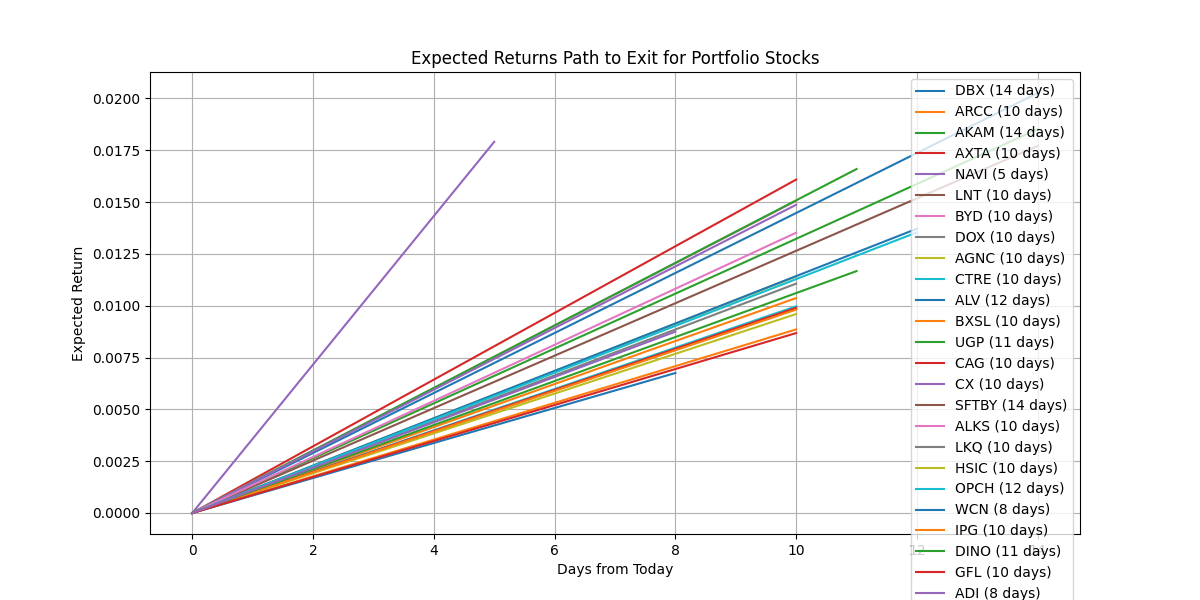 Expected Returns Path to Exit for Portfolio Stocks
Expected Return
0.0200
0.0175
0.0150
0.0125
0.0100
0.0075
0.0050
0.0025
0.0000
0
2
4
6
8
10
12
Days from Today
DBX (14 days)
ARCC (10 days)
AKAM (14 days)
AXTA (10 days)
NAVI (5 days)
LNT (10 days)
BYD (10 days)
DOX (10 days)
AGNC (10 days)
CTRE (10 days)
ALV (12 days)
BXSL (10 days)
UGP (11 days)
CAG (10 days)
CX (10 days)
SFTBY (14 days)
ALKS (10 days)
LKQ (10 days)
HSIC (10 days)
OPCH (12 days)
WCN (8 days)
IPG (10 days)
DINO (11 days)
GFL (10 days)
ADI (8 days)